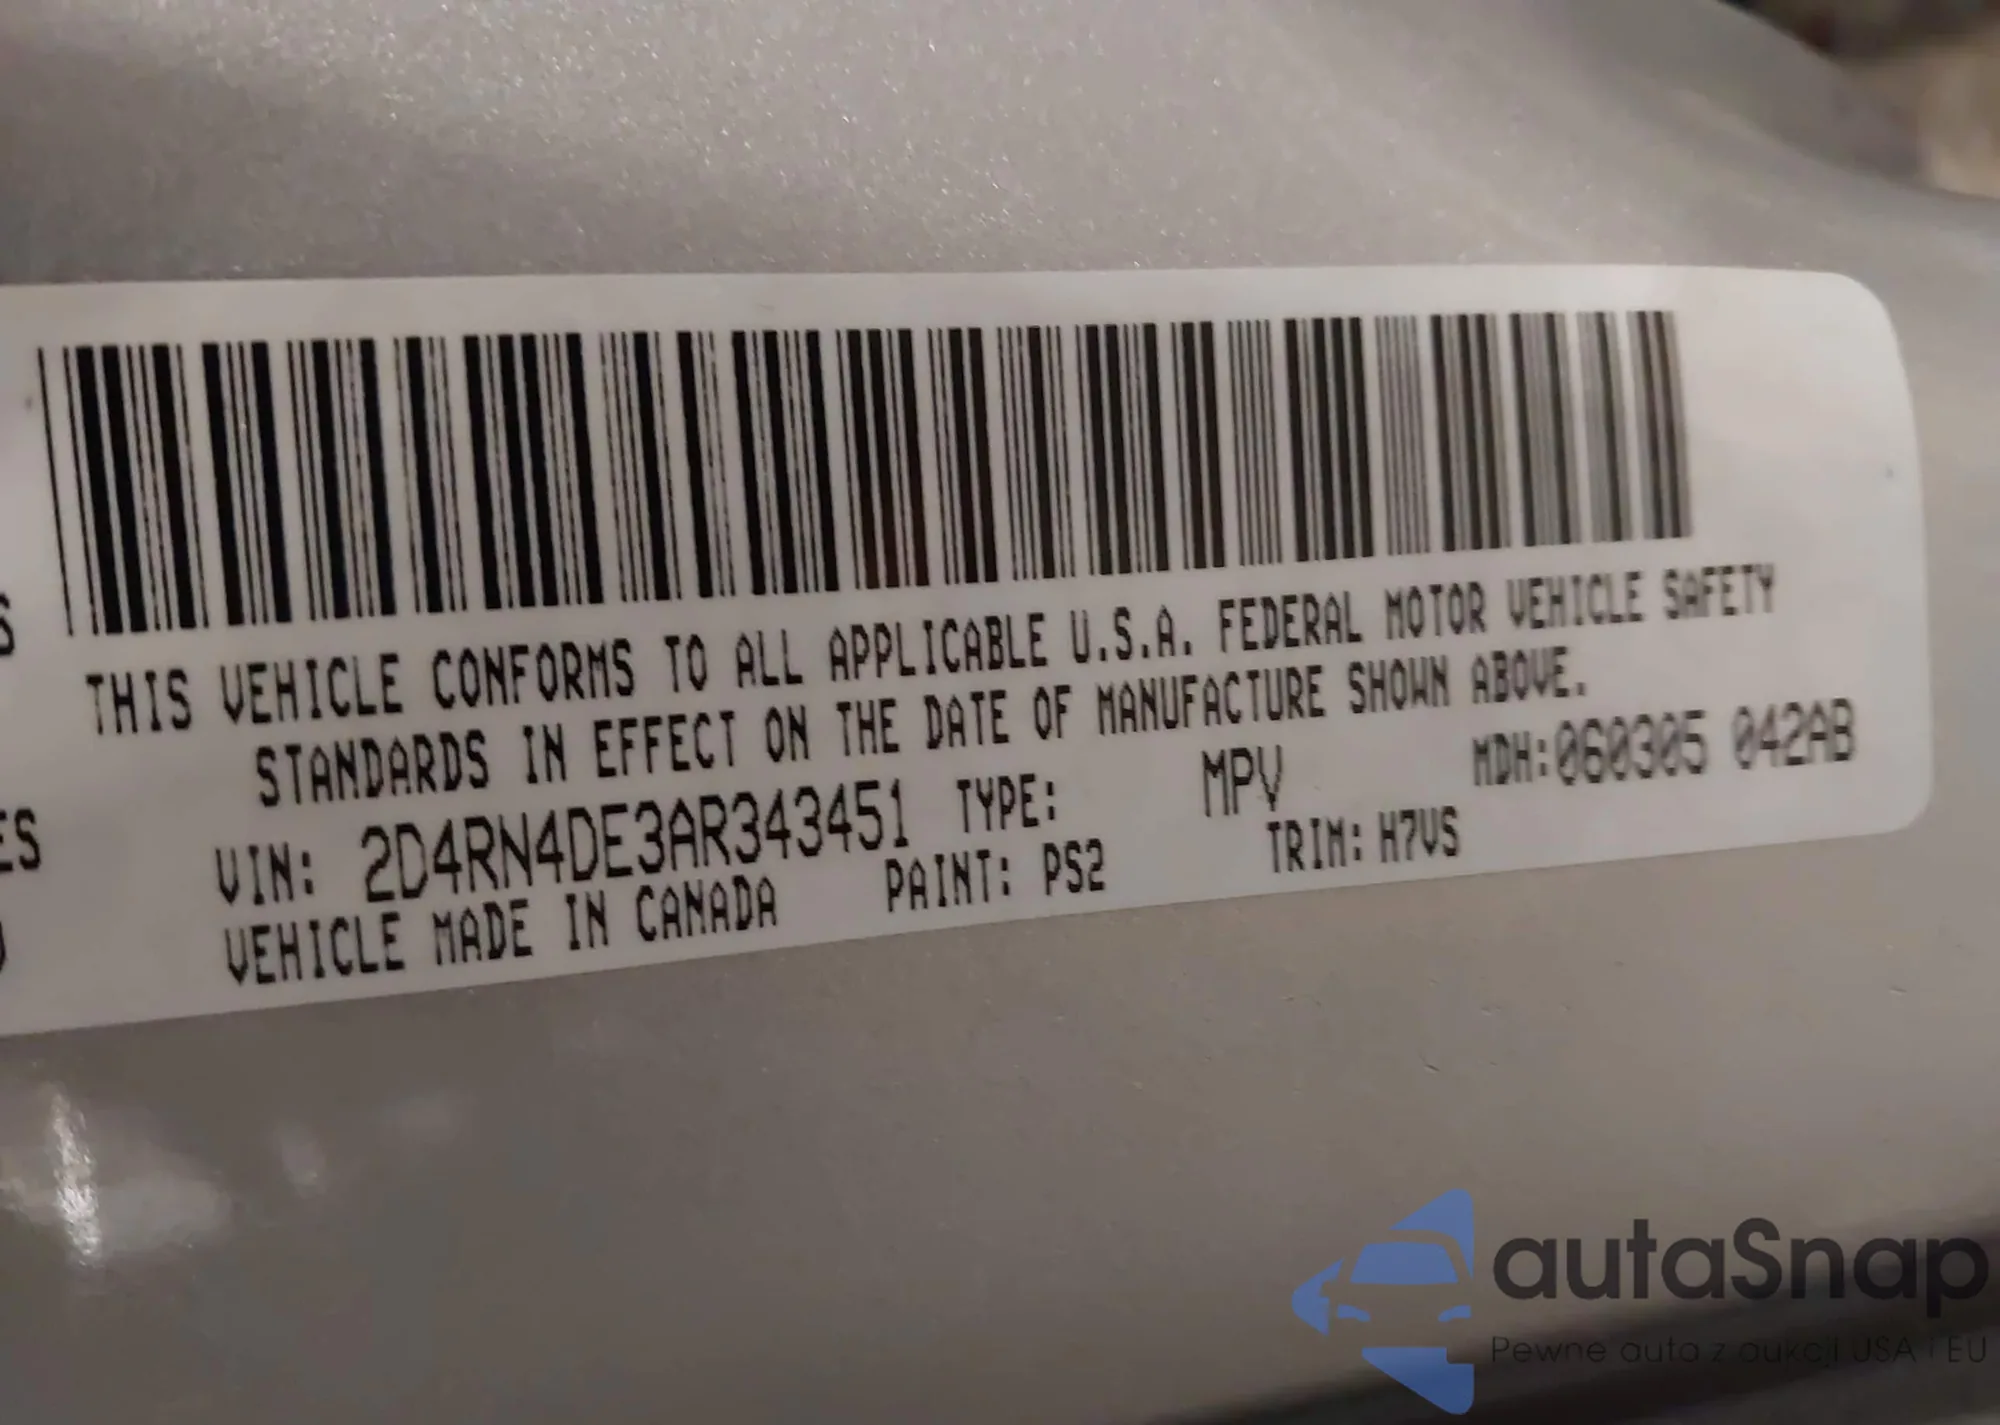 S
ES
THIS VEHICLE CONFORMS TO ALL APPLICABLE U.S.A. FEDERAL MOTOR VEHICLE SAFETY
STANDARDS IN EFFECT ON THE DATE OF MANUFACTURE SHOWN ABOVE.
MDH:060305 042AB
VIN: 2D4RN4DE3AR343451 TYPE: MPV
VEHICLE MADE IN CANADA PAINT: PS2 TRIM: H7VS
autaSnap
Pewne auta z aukcji USA i EU